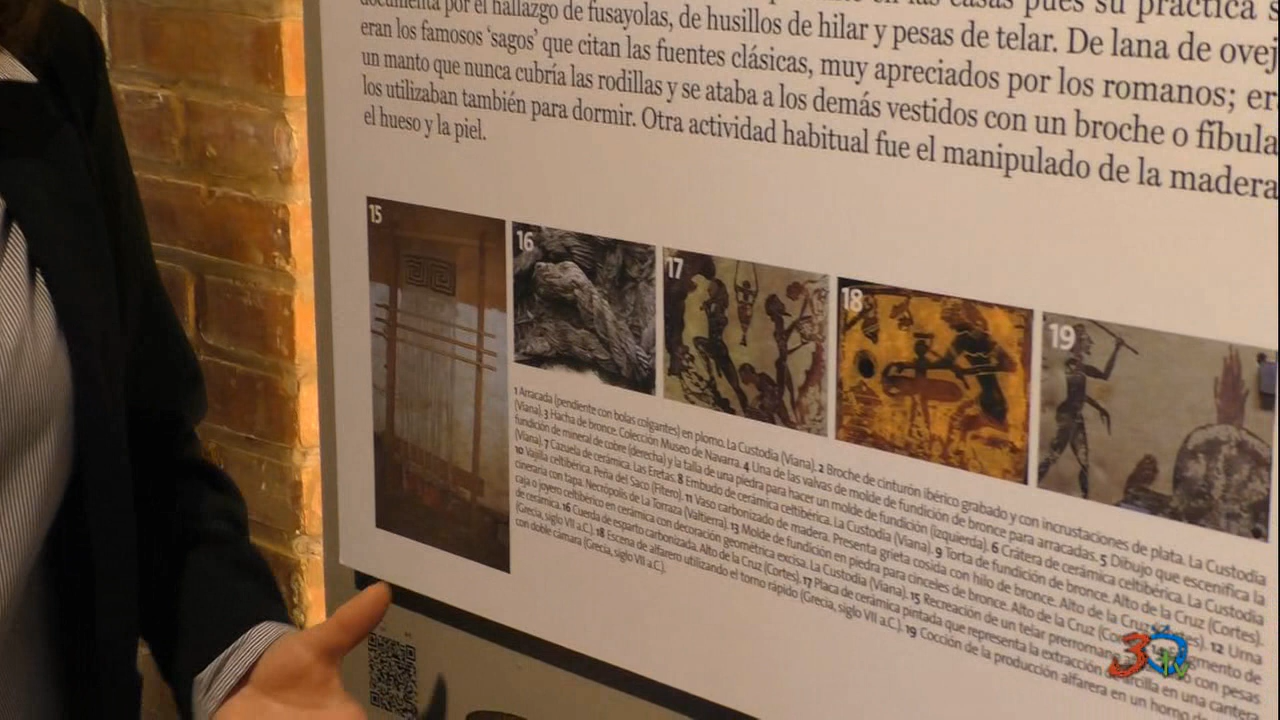 documenta por el hallazgo de fusayolas, de husillos de hilar y pesas de telar. De lana de ovej
eran los famosos ‘sagos’ que citan las fuentes clásicas, muy apreciados por los romanos; er
un manto que nunca cubría las rodillas y se ataba a los demás vestidos con un broche o fíbula
los utilizaban también para dormir. Otra actividad habitual fue el manipulado de la madera
el hueso y la piel.
15
16
17
18
19
1 Arracada (pendiente con bolas colgantes) en plomo. La Custodia (Viana). 2 Broche de cinturón ibérico grabado y con incrustaciones de plata. La Custodia
(Viana). 3 Hacha de bronce. Colección Museo de Navarra. 4 Una de las valvas de molde de fundición de bronce para arracadas. 5 Dibujo que escenifica la
fundición de mineral de cobre (derecha) y la talla de una piedra para hacer un molde de fundición (izquierda). 6 Crátera de cerámica celtibérica. La Custodia
(Viana). 7 Cazuela de cerámica. Las Eretas. 8 Embudo de cerámica celtibérica. La Custodia (Viana). 9 Torta de fundición de bronce. Alto de la Cruz (Cortes).
10 Vajilla celtibérica. Peña del Saco (Fitero). 11 Vaso carbonizado de madera. Presenta grieta cosida con hilo de bronce. Alto de la Cruz (Cortes). 12 Urna
cineraria con tapa. Necrópolis de La Torraza (Valtierra). 13 Molde de fundición en piedra para cinceles de bronce. Alto de la Cruz
caja o joyero celtibérico en cerámica con decoración geométrica excisa. La Custodia (Viana). 15 Recreación de un telar prerromano con pesas
de cerámica. 16 Cuerda de esparto carbonizada. Alto de la Cruz (Cortes). 17 Placa de cerámica pintada que representa la extracción de arcilla en una cantera
(Grecia, siglo VII a.C.). 18 Escena de alfarero utilizando el torno rápido (Grecia, siglo VII a.C.). 19 Cocción de la producción alfarera en un horno
con doble cámara (Grecia, siglo VII a.C.).